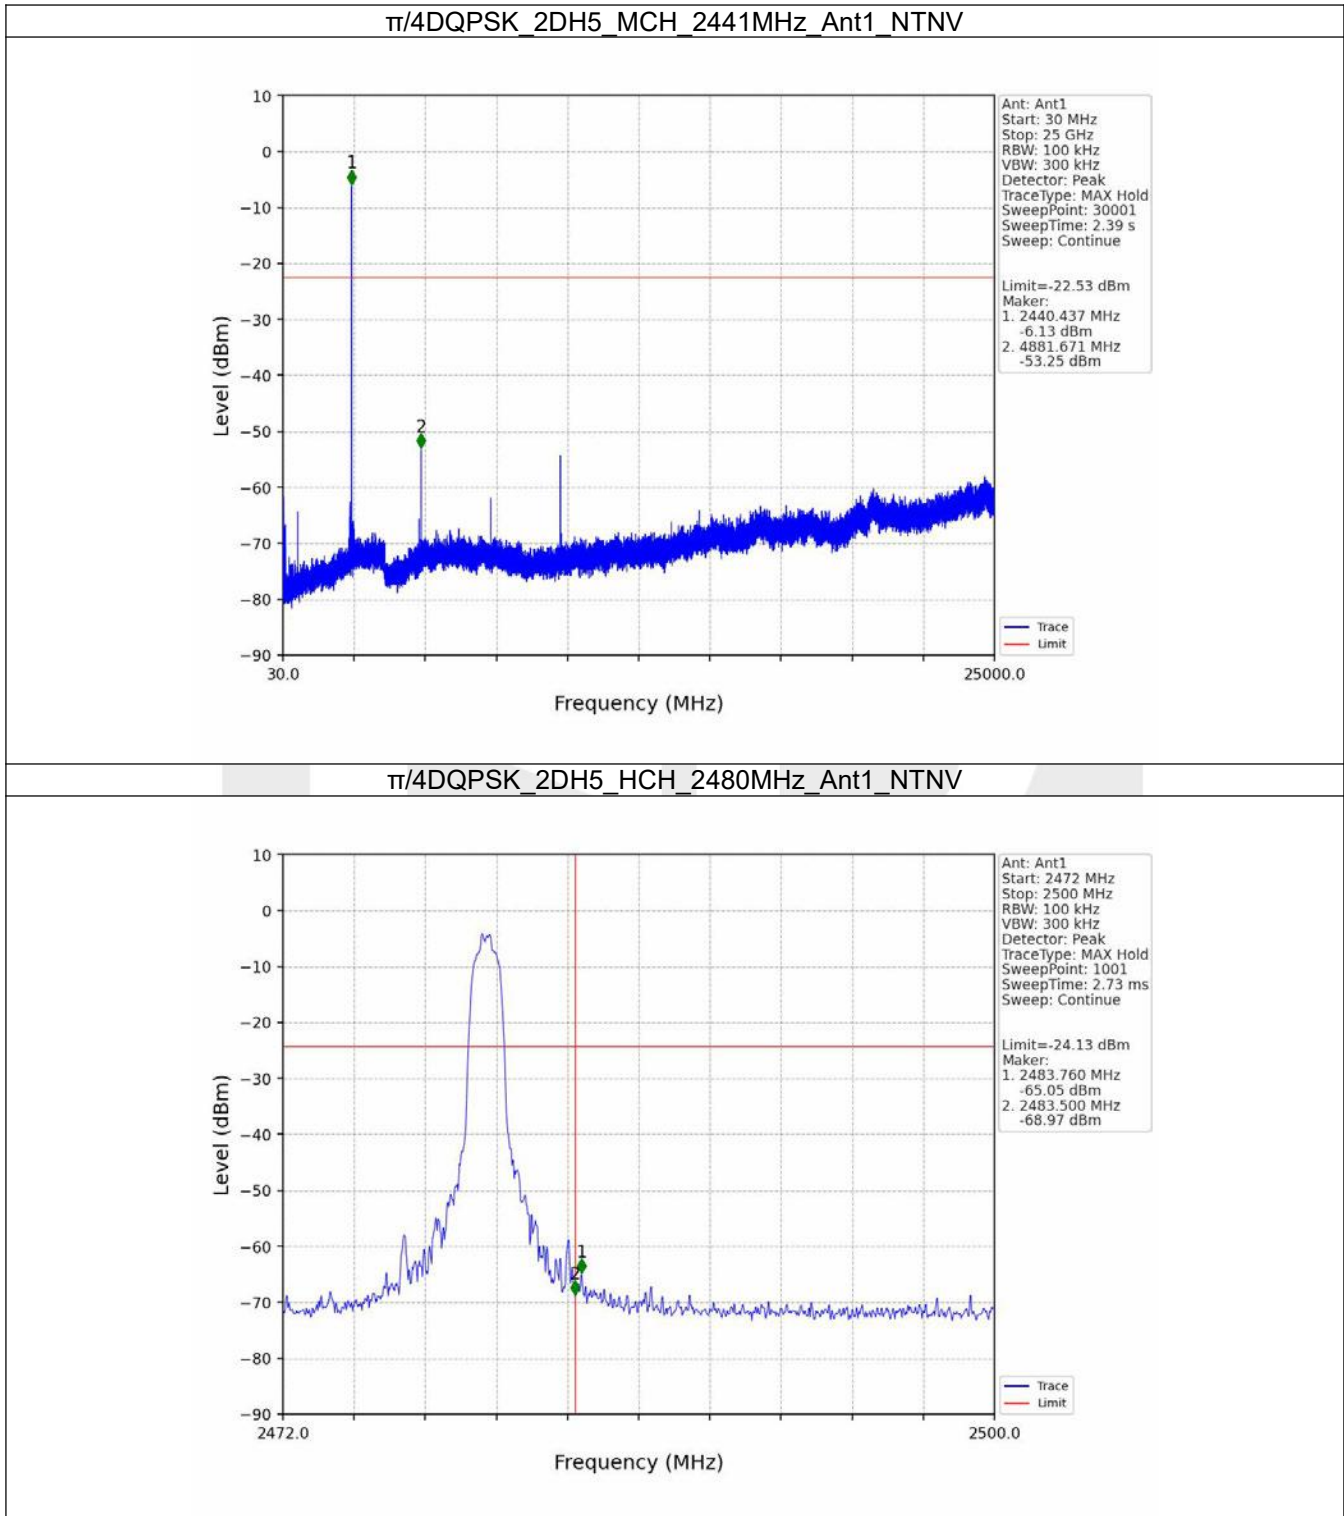 π/4DQPSK_2DH5_MCH_2441MHz_Ant1_NTNV
10
0
−10
−20
−30
−40
−50
−60
−70
−80
−90
Level (dBm)
1
2
30.0
25000.0
Frequency (MHz)
Ant: Ant1
Start: 30 MHz
Stop: 25 GHz
RBW: 100 kHz
VBW: 300 kHz
Detector: Peak
TraceType: MAX Hold
SweepPoint: 30001
SweepTime: 2.39 s
Sweep: Continue
Limit=-22.53 dBm
Maker:
1. 2440.437 MHz
-6.13 dBm
2. 4881.671 MHz
-53.25 dBm
Trace
Limit
π/4DQPSK_2DH5_HCH_2480MHz_Ant1_NTNV
10
0
−10
−20
−30
−40
−50
−60
−70
−80
−90
Level (dBm)
1
2
2472.0
2500.0
Frequency (MHz)
Ant: Ant1
Start: 2472 MHz
Stop: 2500 MHz
RBW: 100 kHz
VBW: 300 kHz
Detector: Peak
TraceType: MAX Hold
SweepPoint: 1001
SweepTime: 2.73 ms
Sweep: Continue
Limit=-24.13 dBm
Maker:
1. 2483.760 MHz
-65.05 dBm
2. 2483.500 MHz
-68.97 dBm
Trace
Limit